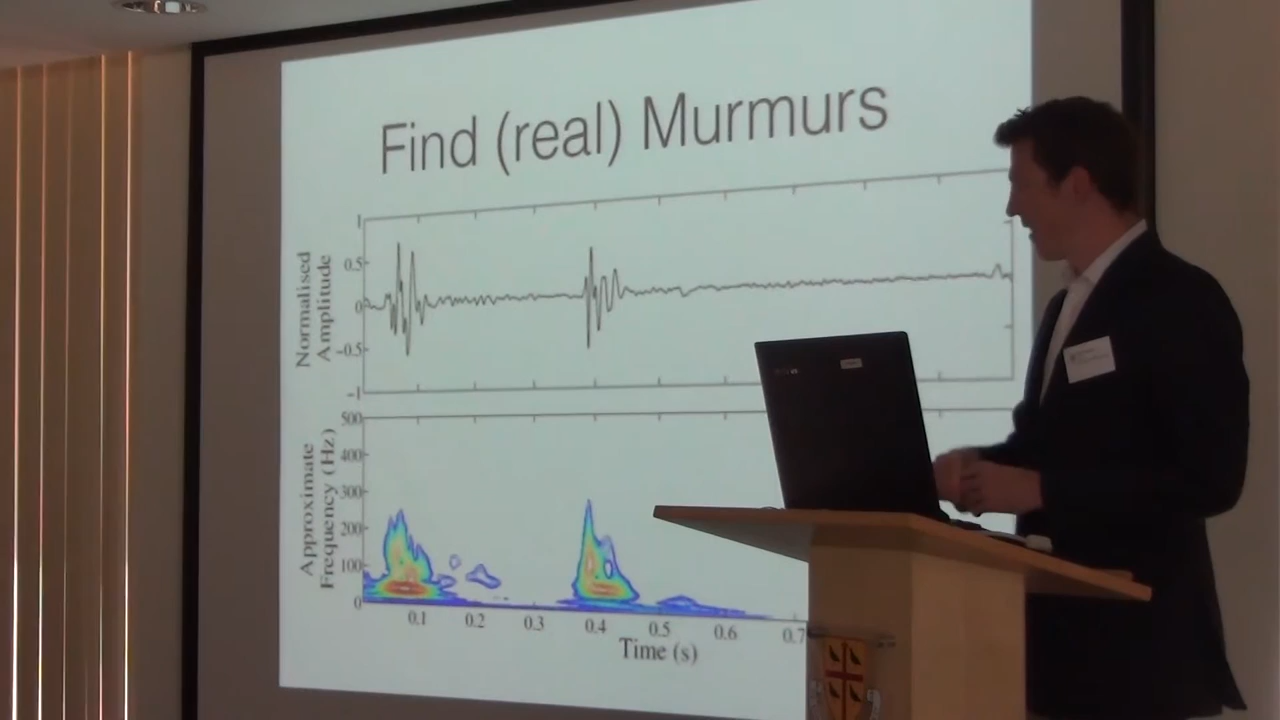 Find (real) Murmurs
Normalised
Amplitude
1
0.5
0
-0.5
-1
Approximate
Frequency (Hz)
500
400
300
200
100
0
0.1 0.2 0.3 0.4 0.5 0.6 0.7
Time (s)